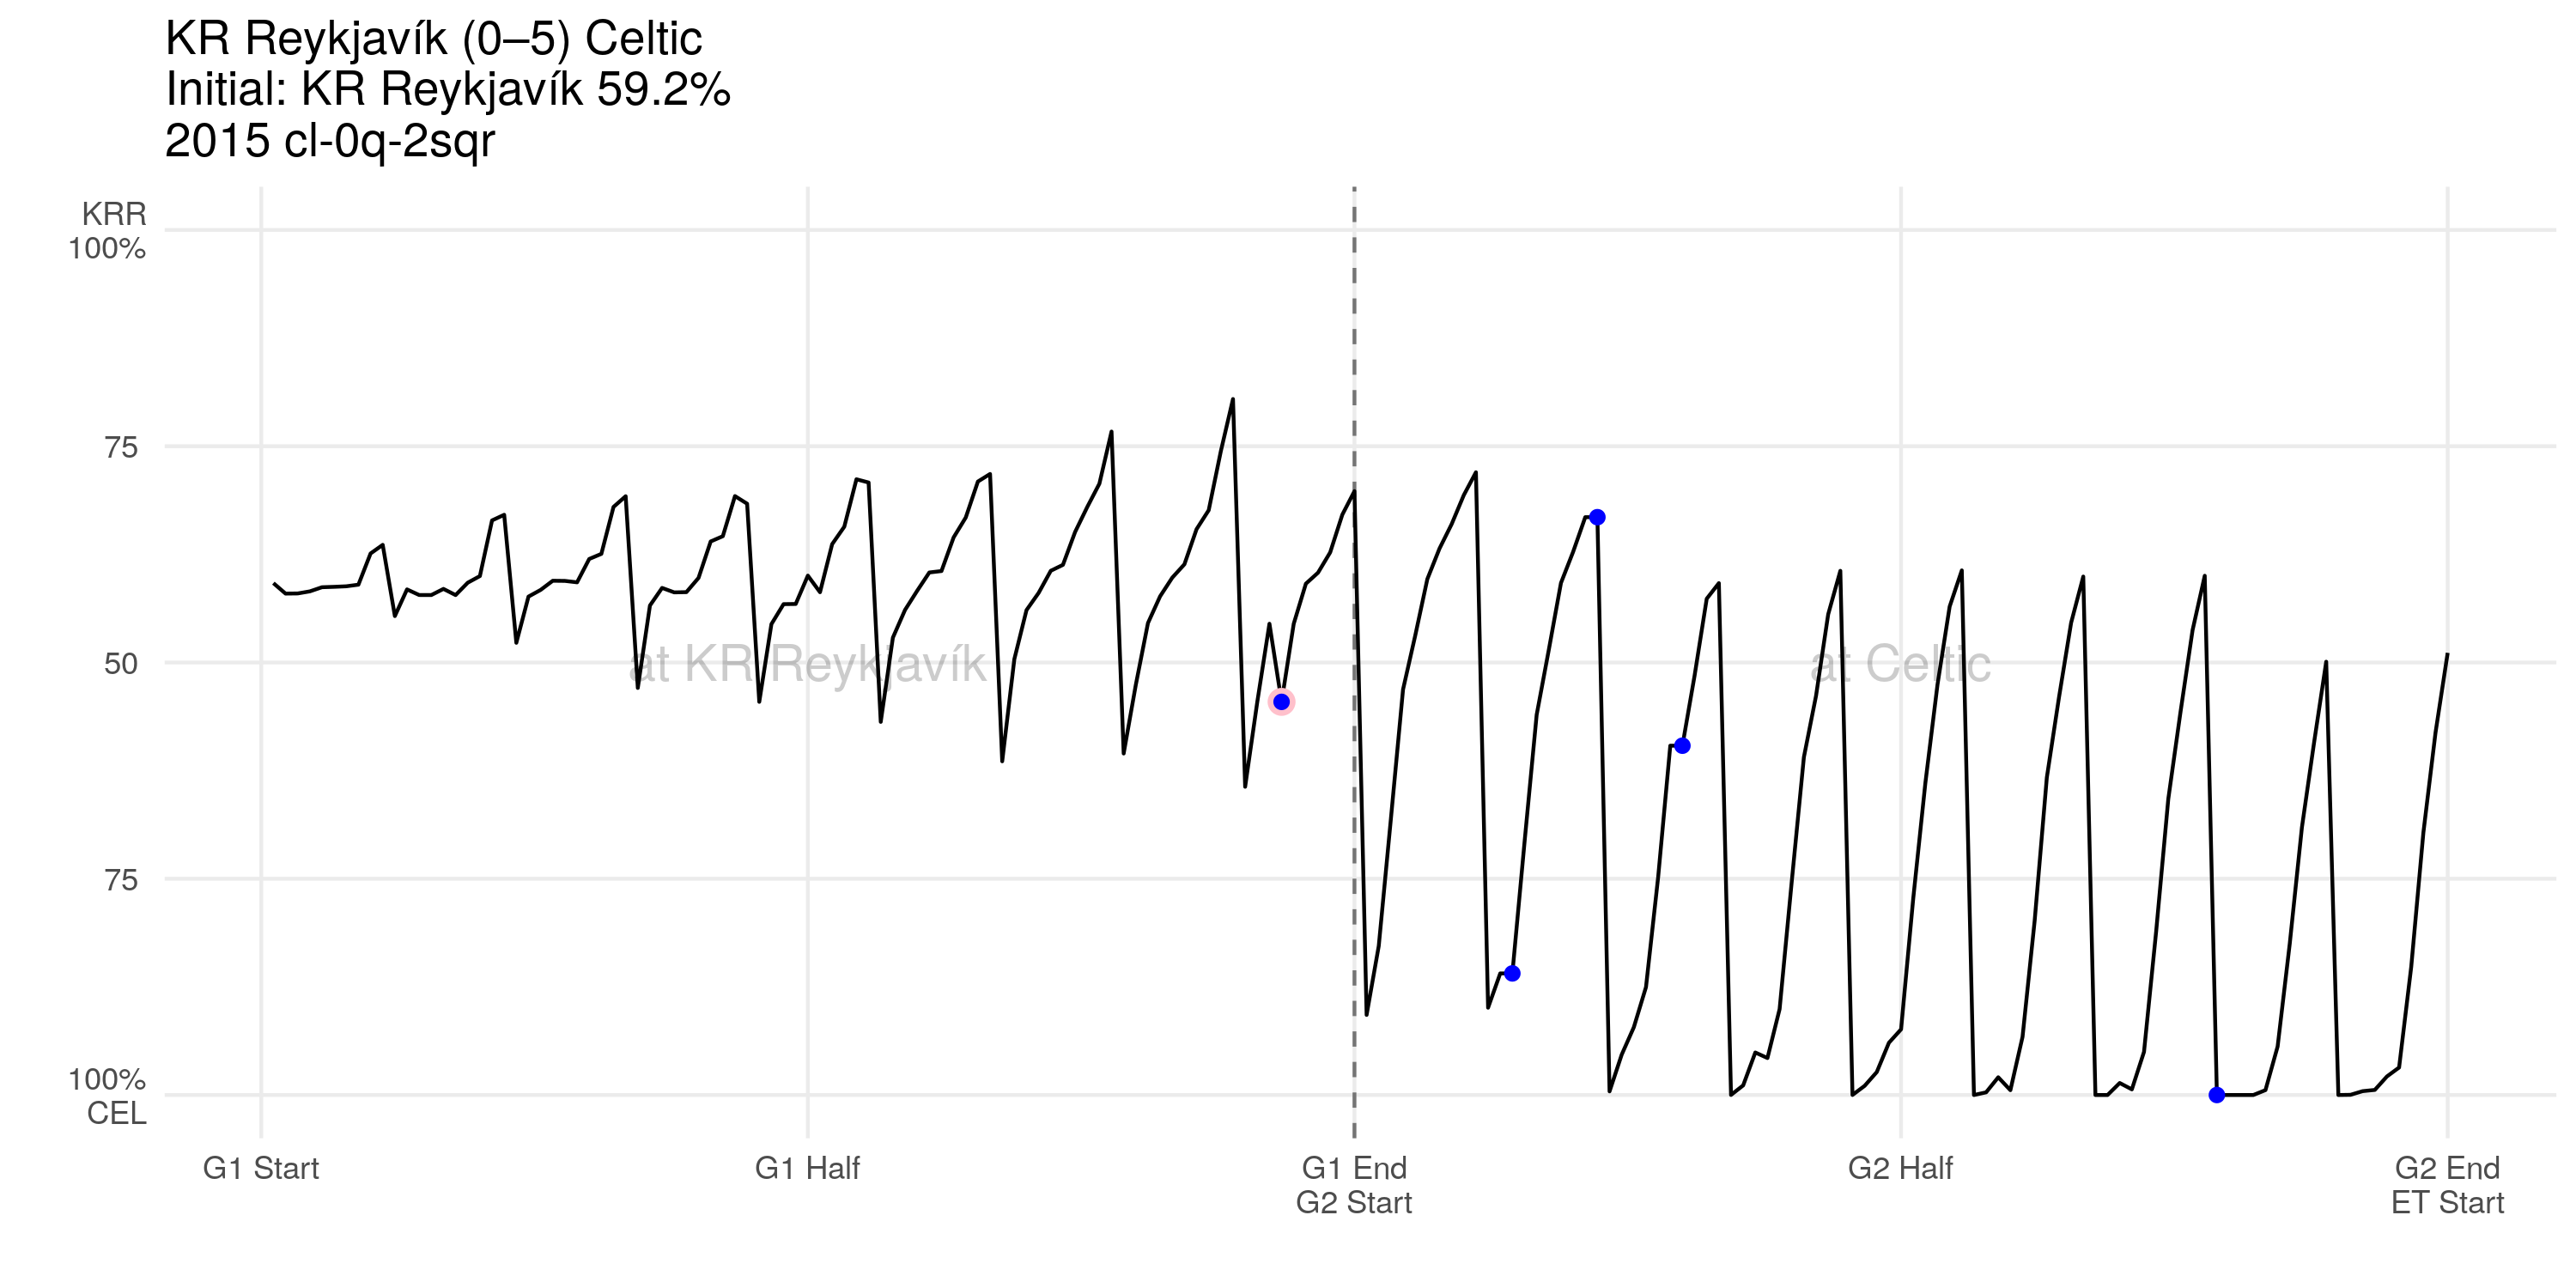 KR Reykjavík (0–5) Celtic
Initial: KR Reykjavík 59.2%
2015 cl-0q-2sqr
KRR
100%
75
50
75
100%
CEL
at KR Reykjavík
at Celtic
G1 Start
G1 Half
G1 End
G2 Start
G2 Half
G2 End
ET Start